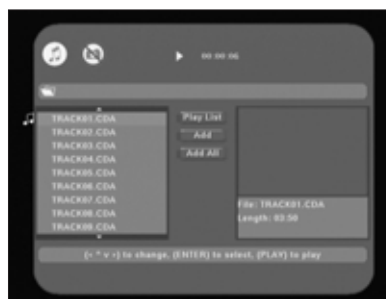 00:00:06
TRACK01.CDA
TRACK02.CDA
TRACK03.CDA
TRACK04.CDA
TRACK05.CDA
TRACK06.CDA
TRACK07.CDA
TRACK08.CDA
TRACK09.CDA
Play List
Add
Add All
File: TRACK01.CDA
Length: 03:50
(< ^ v >) to change, (ENTER) to select, (PLAY) to play